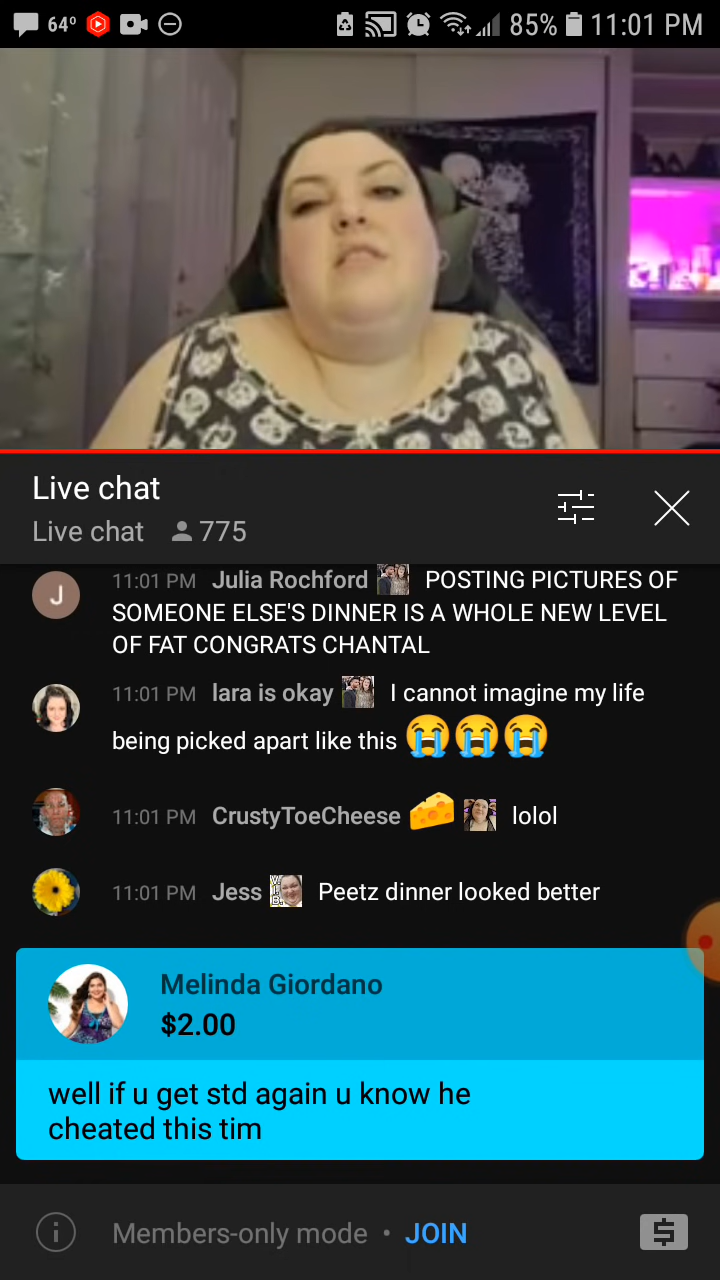 64° 85% 11:01 PM
Live chat
Live chat 775
J 11:01 PM Julia Rochford POSTING PICTURES OF
SOMEONE ELSE'S DINNER IS A WHOLE NEW LEVEL
OF FAT CONGRATS CHANTAL
11:01 PM lara is okay I cannot imagine my life
being picked apart like this 😭😭😭
11:01 PM CrustyToeCheese 🧀 lolol
11:01 PM Jess Peetz dinner looked better
Melinda Giordano
$2.00
well if u get std again u know he
cheated this tim
Members-only mode • JOIN